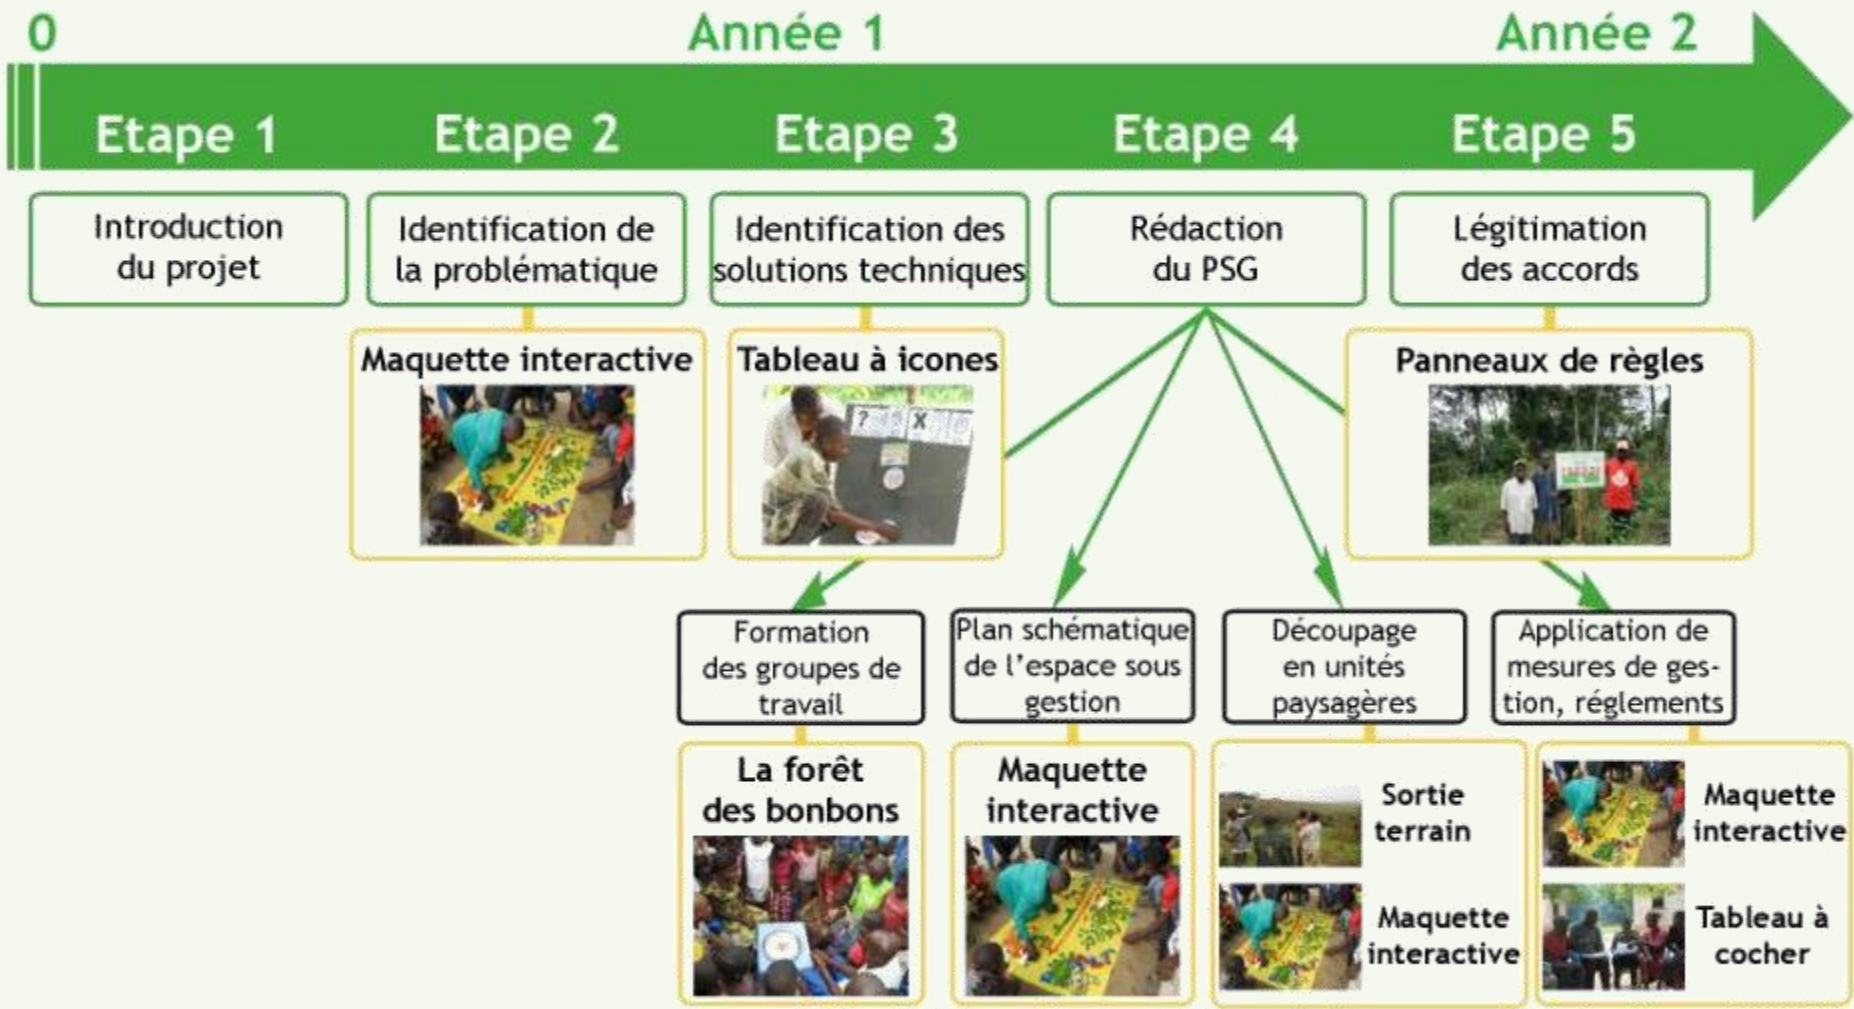 0
Année 1
Année 2
Etape 1
Etape 2
Etape 3
Etape 4
Etape 5
Introduction
du projet
Identification de
la problématique
Identification des
solutions techniques
Rédaction
du PSG
Légitimation
des accords
Maquette interactive
Tableau à icones
? X
Panneaux de règles
Formation
des groupes de
travail
Plan schématique
de l'espace sous
gestion
Découpage
en unités
paysagères
Application de
mesures de ges-
tion, réglements
La forêt
des bonbons
Maquette
interactive
Sortie
terrain
Maquette
interactive
Maquette
interactive
Tableau à
cocher